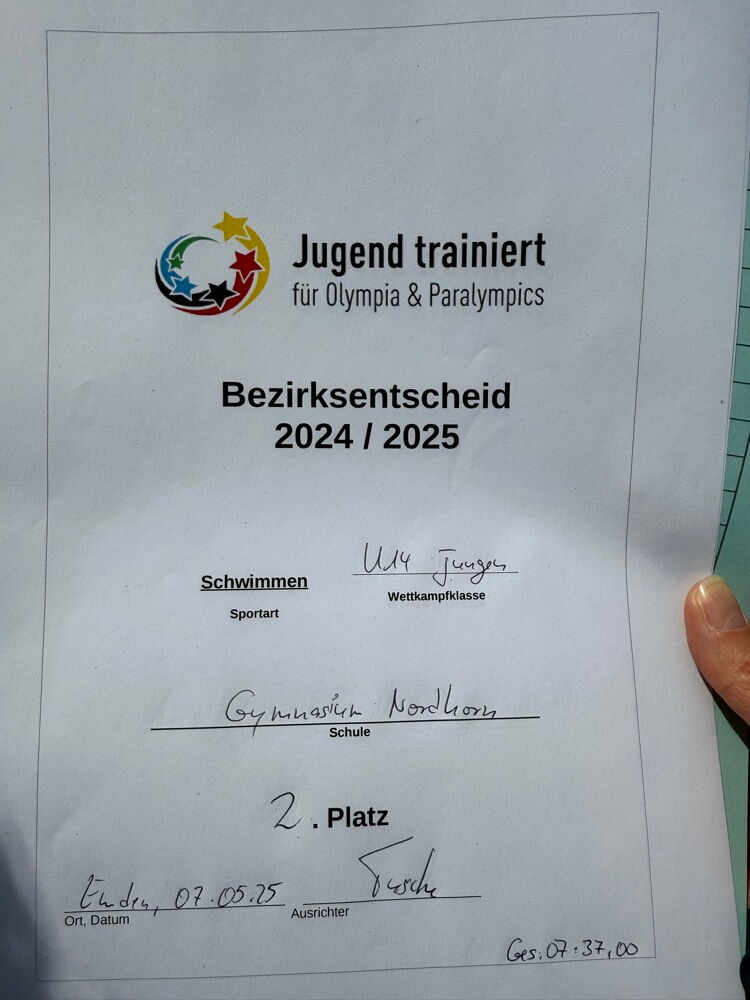 Jugend trainiert
für Olympia & Paralympics
Bezirksentscheid
2024 / 2025
Schwimmen U14 Jungen
Sportart Wettkampfklasse
Gymnasium Nordhorn
Schule
2. Platz
Emden, 07.05.25
Ort, Datum Ausrichter
Ges. 07:37,00